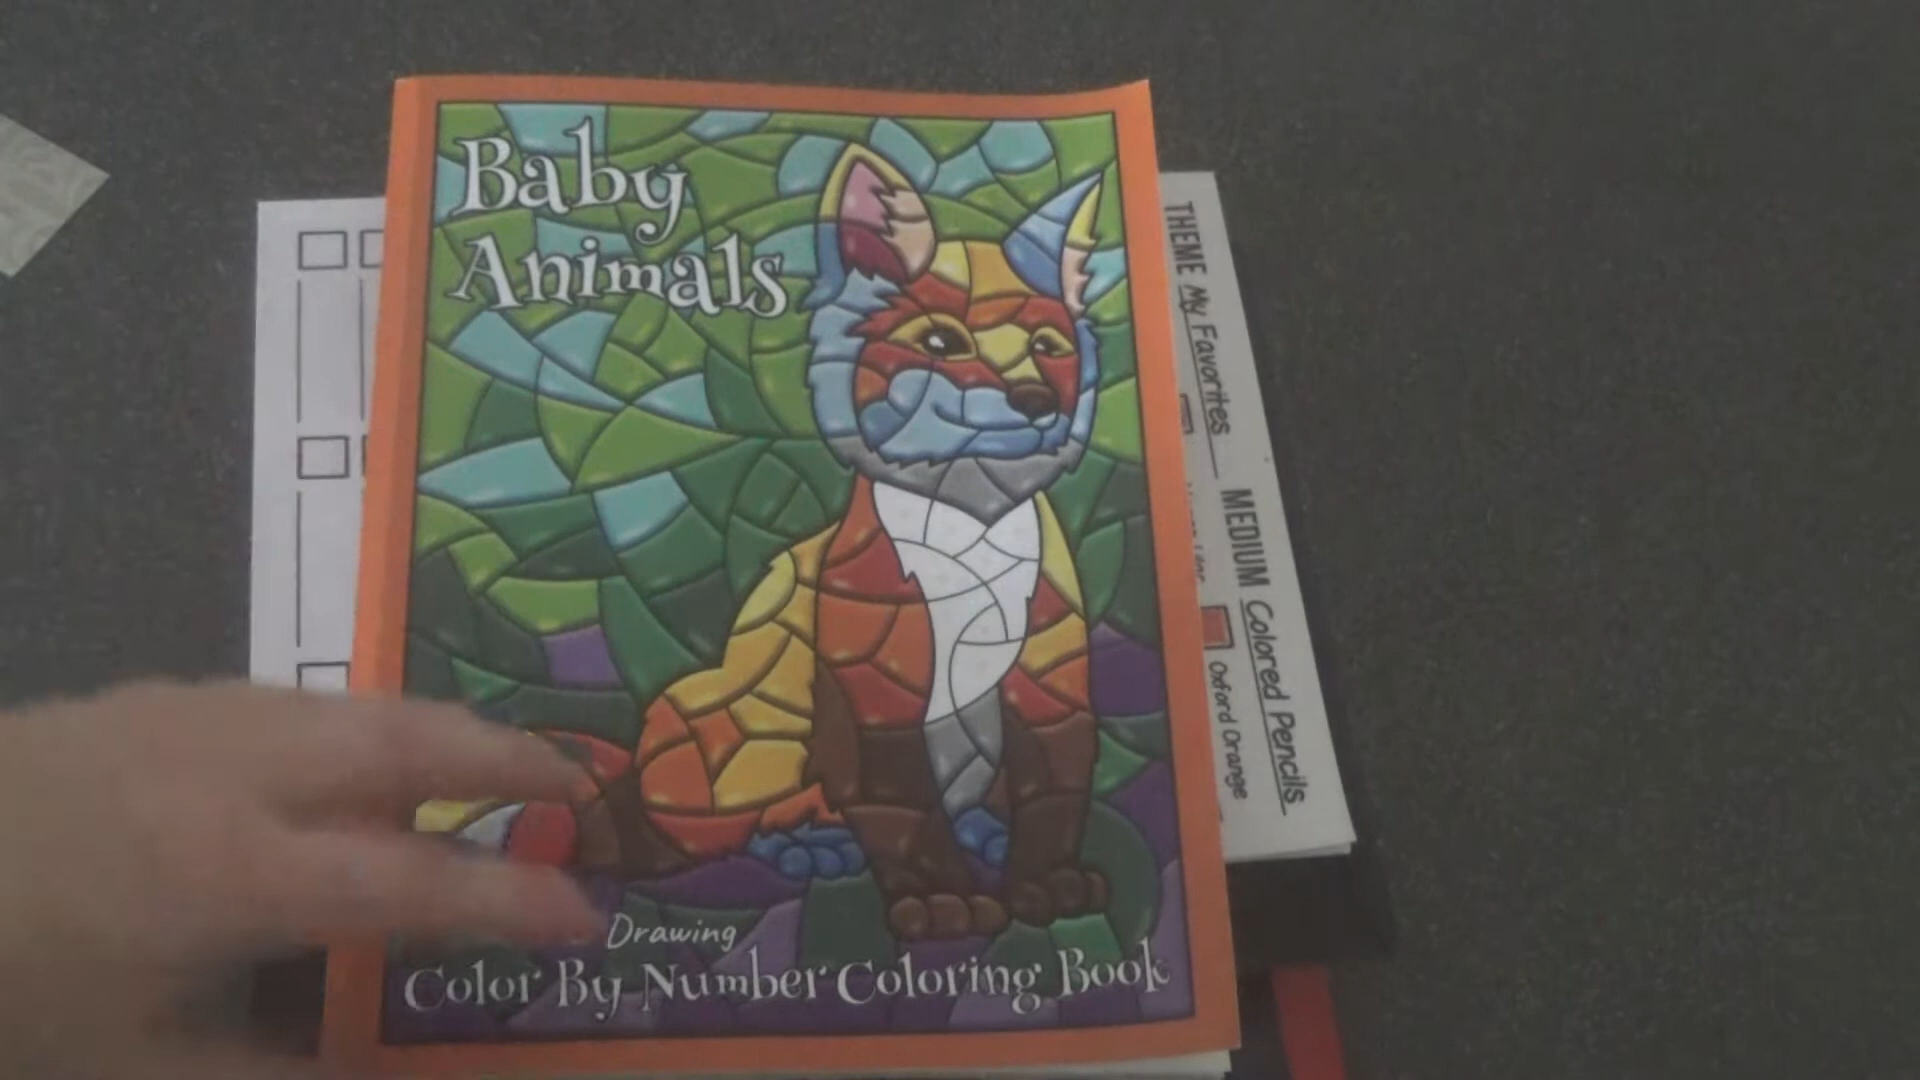 Baby
Animals
Drawing
Color By Number Coloring Book
THEME My Favorites
MEDIUM Colored Pencils
Oxford Orange